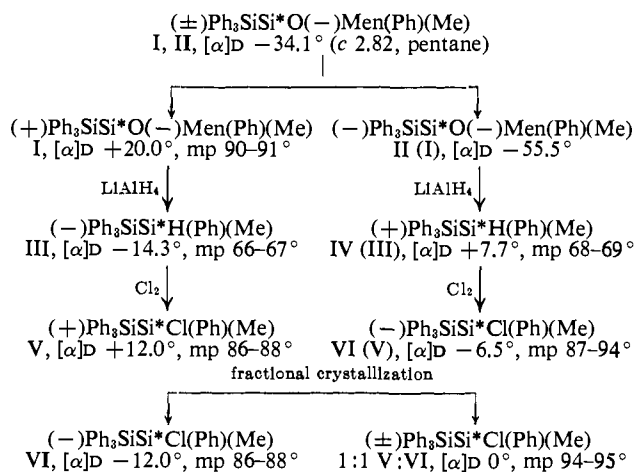 (±)Ph₃SiSi*O(−)Men(Ph)(Me)
I, II, [α]D −34.1° (c 2.82, pentane)
(+)Ph₃SiSi*O(−)Men(Ph)(Me) (−)Ph₃SiSi*O(−)Men(Ph)(Me)
I, [α]D +20.0°, mp 90–91° II (I), [α]D −55.5°
LiAlH₄ LiAlH₄
(−)Ph₃SiSi*H(Ph)(Me) (+)Ph₃SiSi*H(Ph)(Me)
III, [α]D −14.3°, mp 66–67° IV (III), [α]D +7.7°, mp 68–69°
Cl₂ Cl₂
(+)Ph₃SiSi*Cl(Ph)(Me) (−)Ph₃SiSi*Cl(Ph)(Me)
V, [α]D +12.0°, mp 86–88° VI (V), [α]D −6.5°, mp 87–94°
fractional crystallization
(−)Ph₃SiSi*Cl(Ph)(Me) (±)Ph₃SiSi*Cl(Ph)(Me)
VI, [α]D −12.0°, mp 86–88° 1:1 V:VI, [α]D 0°, mp 94–95°